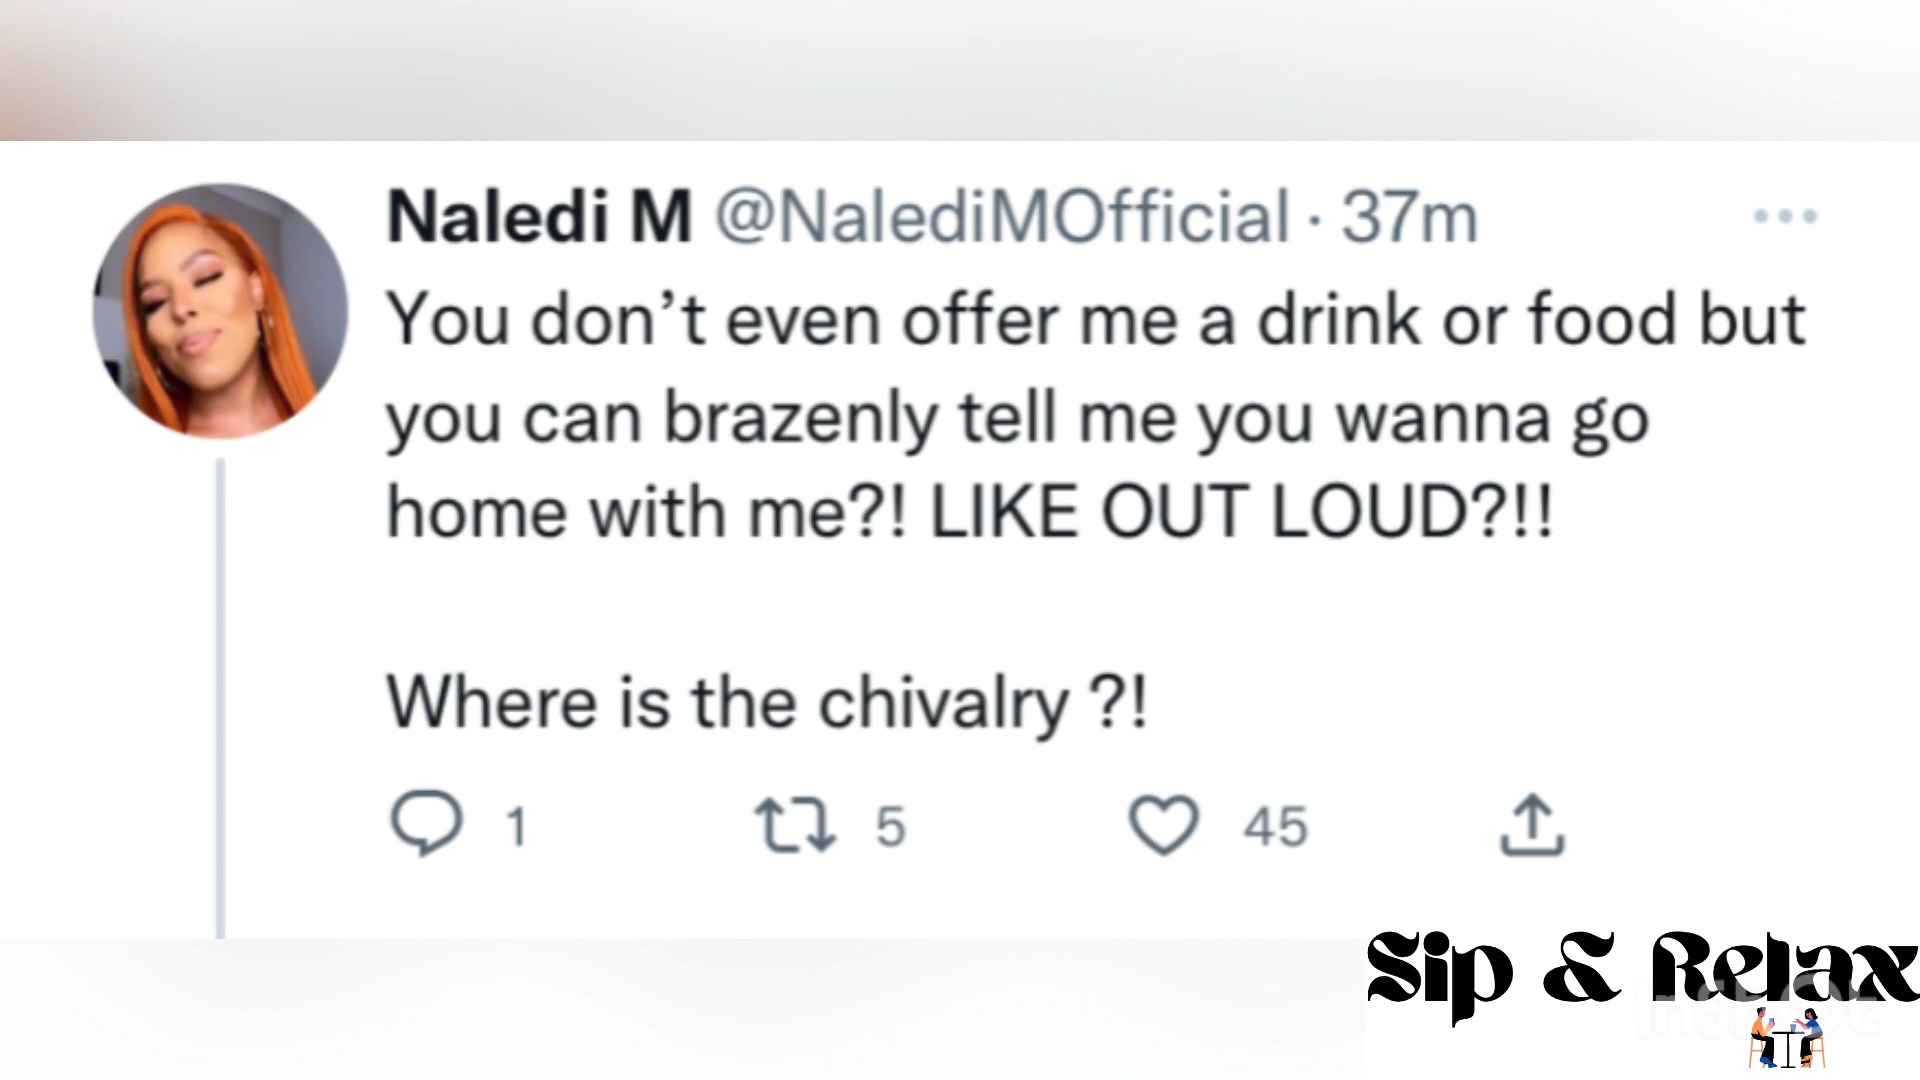 Naledi M @NalediMOfficial · 37m
You don’t even offer me a drink or food but
you can brazenly tell me you wanna go
home with me?! LIKE OUT LOUD?!!
Where is the chivalry ?!
1 5 45
Sip & Relax
InShOt